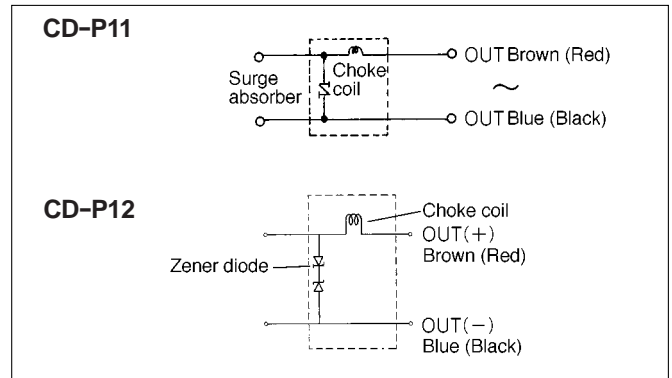 CD-P11
Surge
absorber
Choke
coil
OUT Brown (Red)
~
OUT Blue (Black)
CD-P12
Zener diode
Choke coil
OUT(+)
Brown (Red)
OUT(-)
Blue (Black)